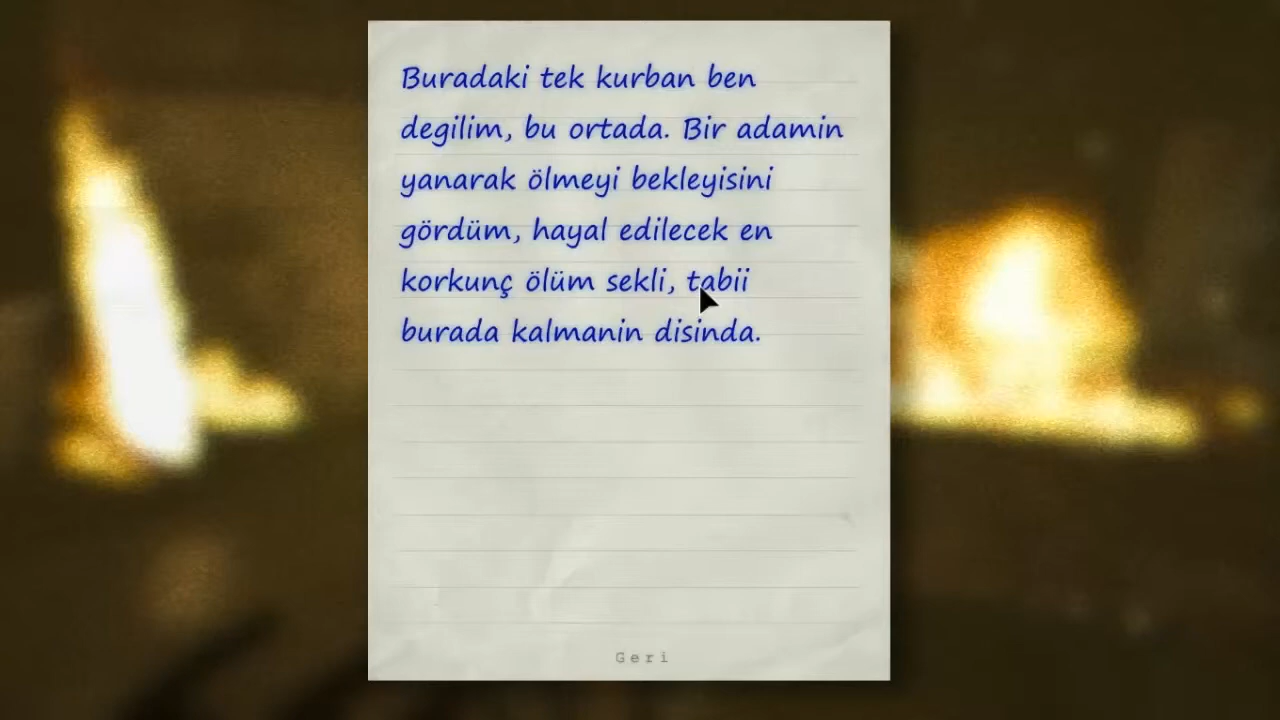 Buradaki tek kurban ben
degilim, bu ortada. Bir adamin
yanarak ölmeyi bekleyisini
gördüm, hayal edilecek en
korkunç ölüm sekli, tabii
burada kalmanin disinda.
Geri